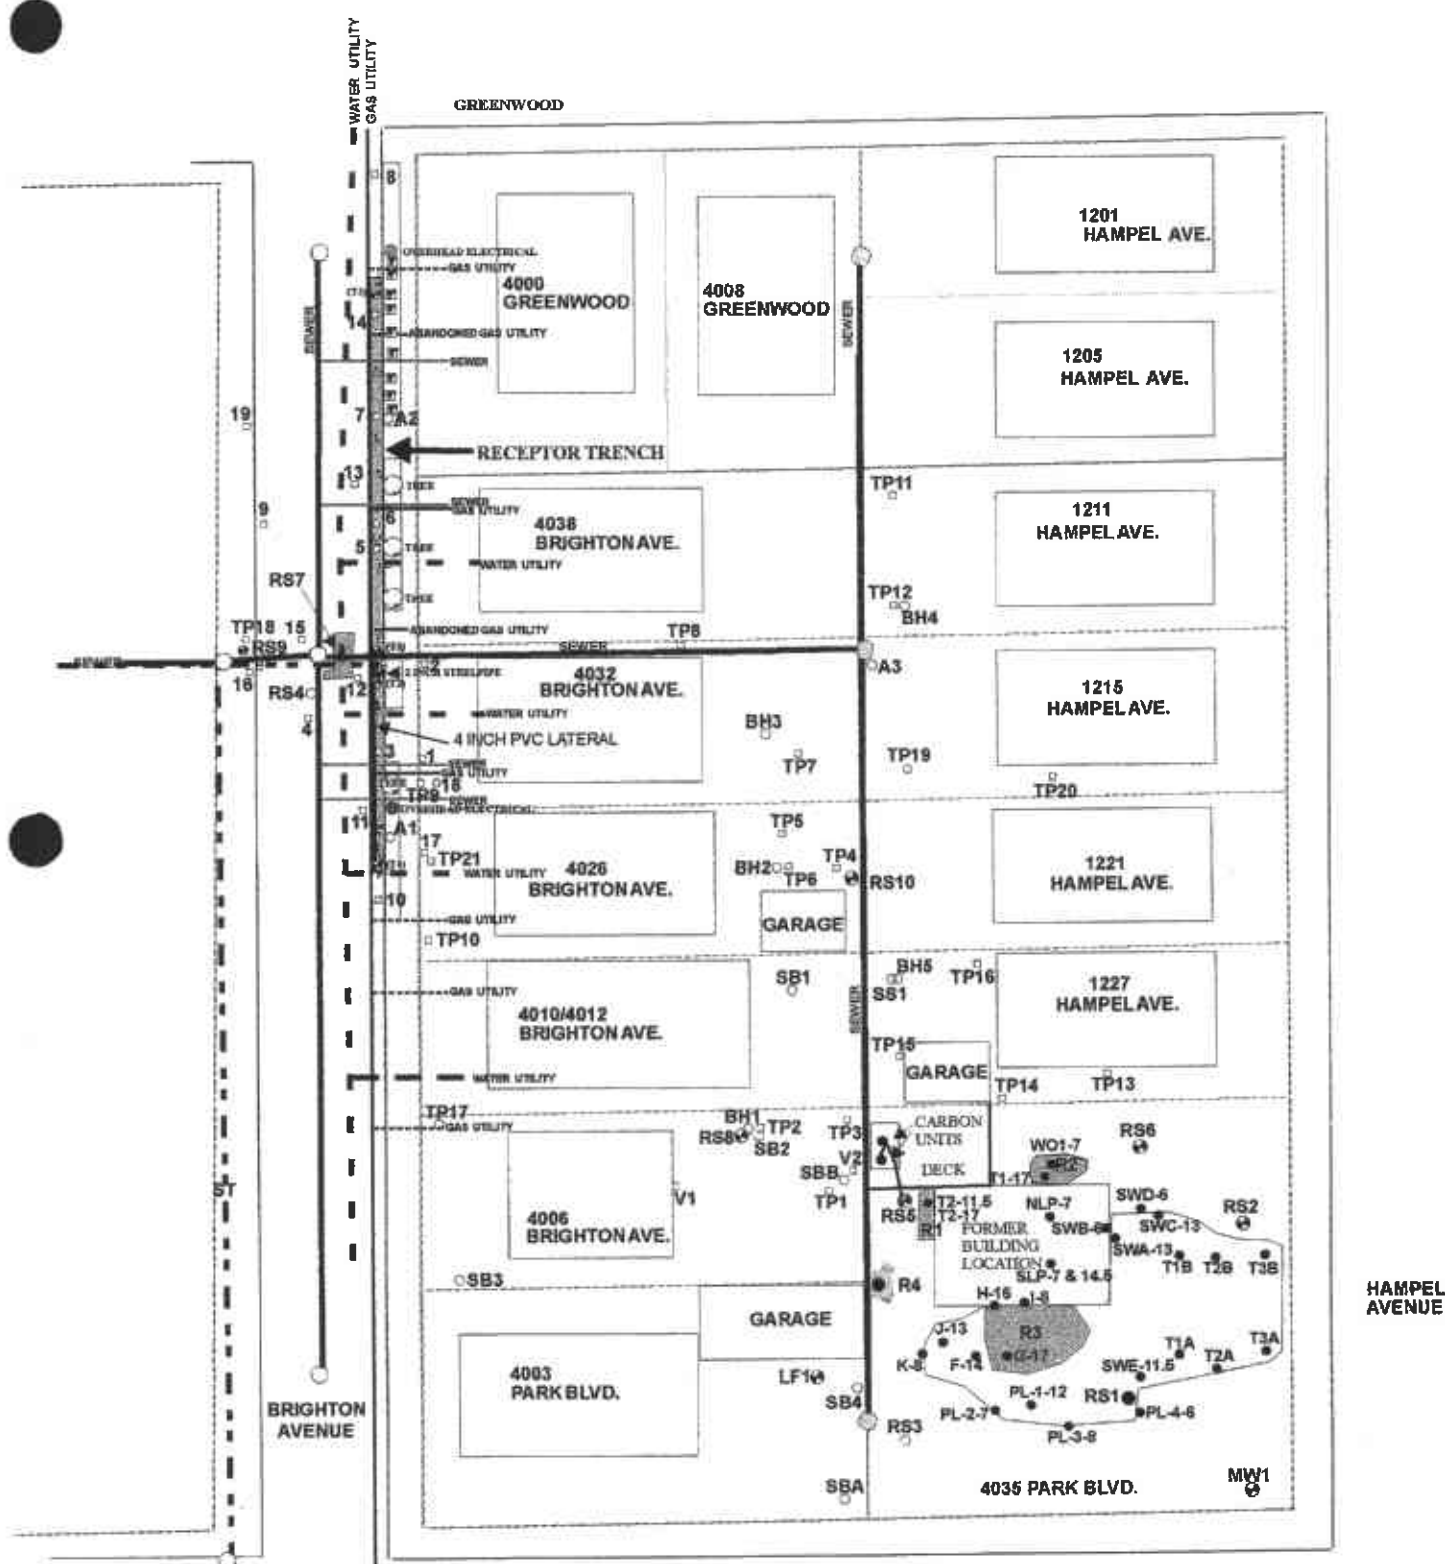 WATER UTILITY
GAS UTILITY
GREENWOOD
8
OVERHEAD ELECTRICAL
GAS UTILITY
4000
GREENWOOD
4008
GREENWOOD
1201
HAMPEL AVE.
SEWER
14
ABANDONED GAS UTILITY
SEWER
SEWER
1205
HAMPEL AVE.
19
7
A2
RECEPTOR TRENCH
13
TREE
TP11
9
SEWER
GAS UTILITY
6
4038
BRIGHTON AVE.
1211
HAMPEL AVE.
5
TREE
WATER UTILITY
RS7
TREE
TP12
BH4
TP18
15
ABANDONED GAS UTILITY
TP8
RS9
SEWER
SEWER
2
A3
16
12
2 INCH STEEL PIPE
4032
BRIGHTON AVE.
1215
HAMPEL AVE.
RS4
4
WATER UTILITY
BH3
4 INCH PVC LATERAL
3
1
SEWER
GAS UTILITY
TP7
TP19
TP20
18
TP9
SEWER
OVERHEAD ELECTRICAL
11
A1
TP5
17
TP21
WATER UTILITY
4026
BRIGHTON AVE.
BH2
TP6
TP4
RS10
1221
HAMPEL AVE.
10
GAS UTILITY
GARAGE
TP10
SB1
BH5
SS1
TP16
1227
HAMPEL AVE.
GAS UTILITY
4010/4012
BRIGHTON AVE.
SEWER
TP15
GARAGE
WATER UTILITY
TP14
TP13
TP17
GAS UTILITY
BH1
RS8
TP2
SB2
TP3
CARBON
UNITS
DECK
V2
WO1-7
R2
RS6
T1-17
ST
V1
SBB
TP1
RS5
T2-11.5
T2-17
R1
NLP-7
SWD-6
SWB-6
SWC-13
RS2
4006
BRIGHTON AVE.
FORMER
BUILDING
LOCATION
SWA-13
T1B
T2B
T3B
SLP-7 & 14.5
SB3
R4
H-16
I-8
HAMPEL
AVENUE
GARAGE
J-13
R3
G-17
K-8
F-14
T1A
T2A
T3A
SWE-11.5
4003
PARK BLVD.
LF1
SB4
PL-1-12
RS1
PL-2-7
PL-4-6
BRIGHTON
AVENUE
RS3
PL-3-8
SBA
4035 PARK BLVD.
MW1